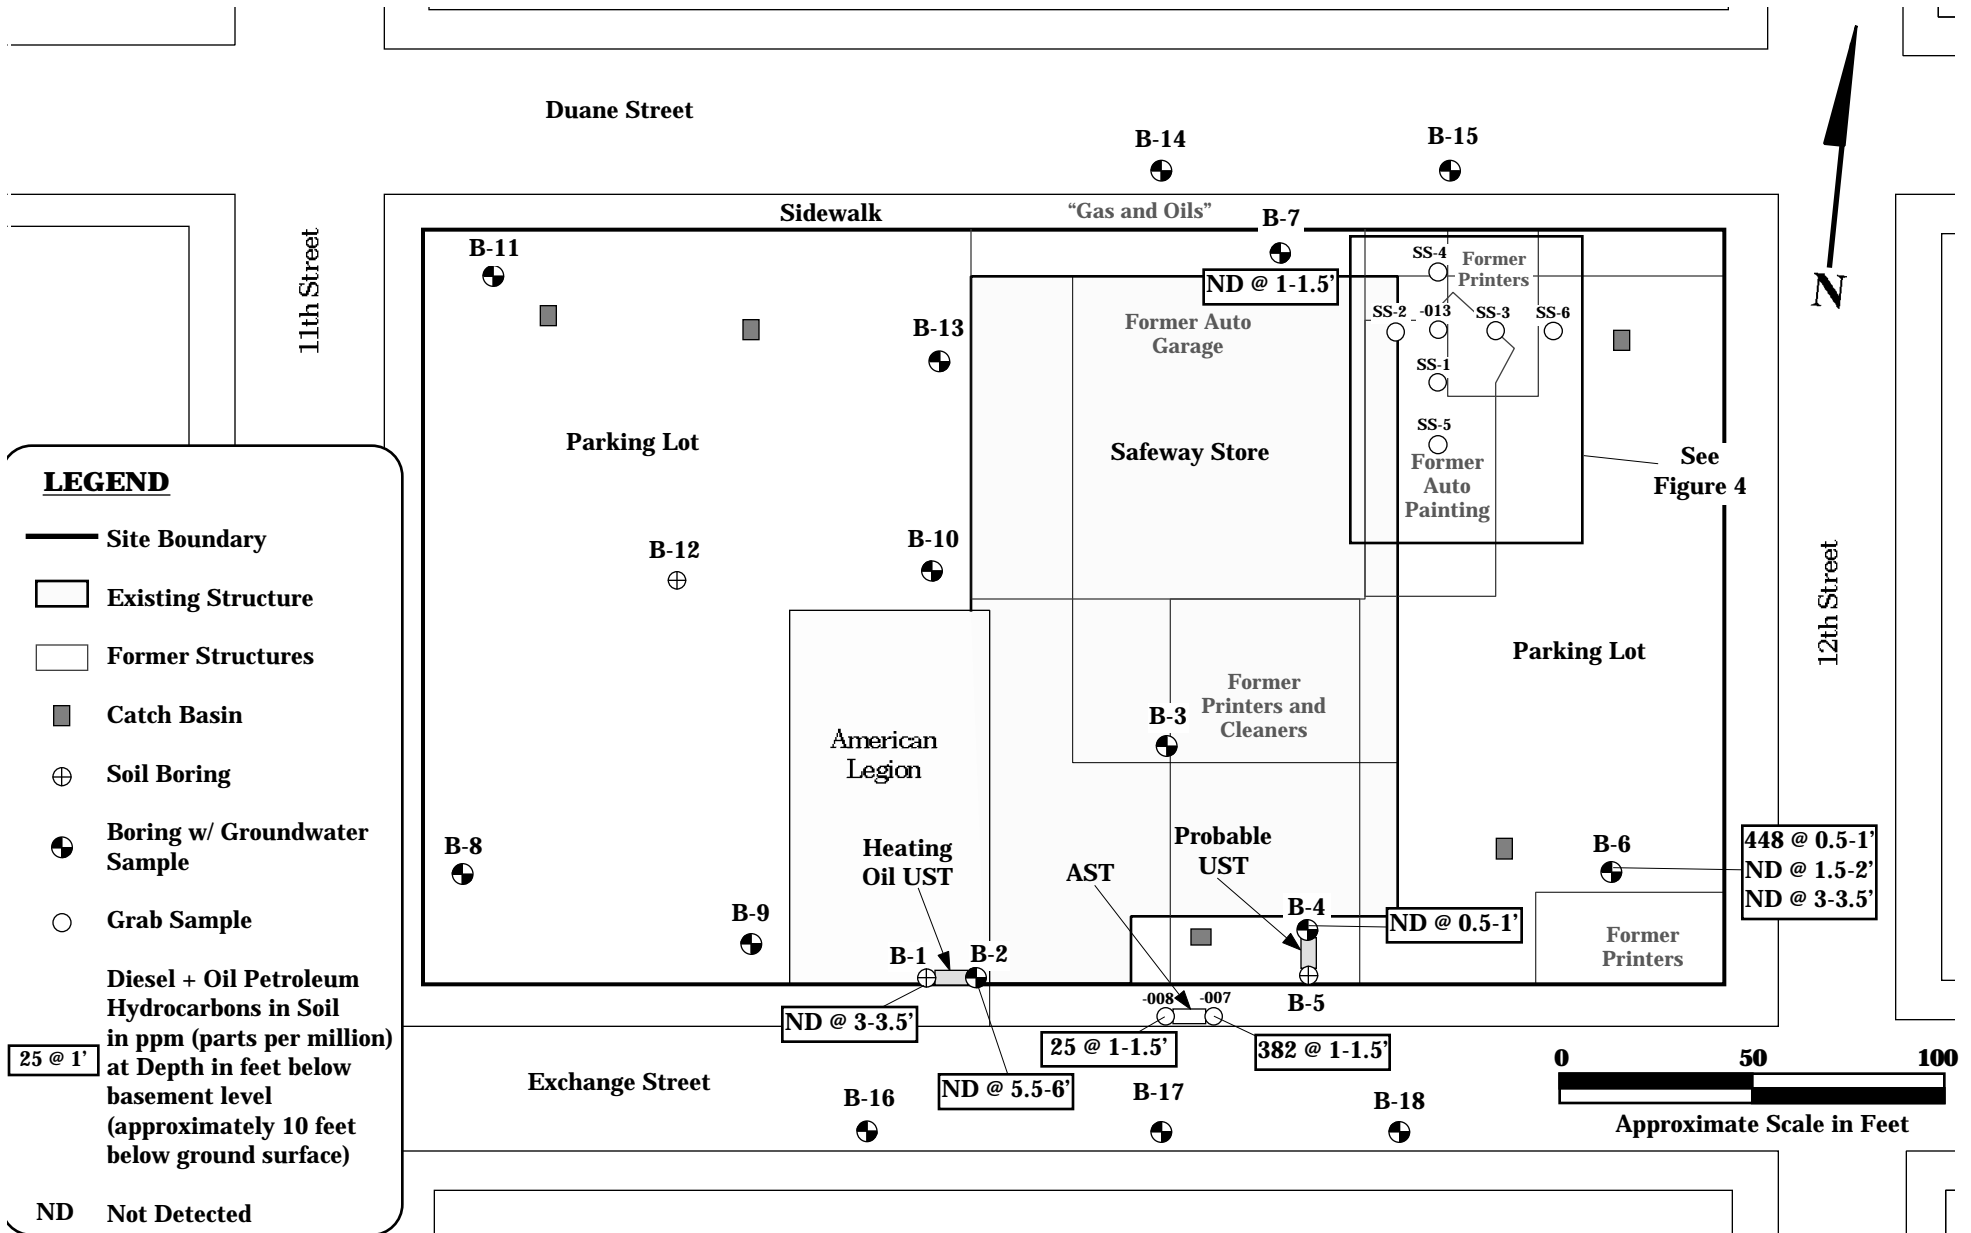 Duane Street
B-14
B-15
Sidewalk
“Gas and Oils”
B-7
B-11
SS-4
Former
Printers
11th Street
ND @ 1-1.5’
N
B-13
Former Auto
Garage
SS-2
-013
SS-3
SS-6
SS-1
Parking Lot
Safeway Store
SS-5
Former
Auto
Painting
See
Figure 4
B-12
B-10
12th Street
Parking Lot
Former
Printers and
Cleaners
B-3
American
Legion
B-8
Heating
Oil UST
AST
Probable
UST
B-6
448 @ 0.5-1’
ND @ 1.5-2’
ND @ 3-3.5’
B-9
B-4
ND @ 0.5-1’
Former
Printers
B-1
B-2
B-5
-008
-007
ND @ 3-3.5’
25 @ 1-1.5’
382 @ 1-1.5’
ND @ 5.5-6’
Exchange Street
B-16
B-17
B-18
0
50
100
Approximate Scale in Feet
LEGEND
Site Boundary
Existing Structure
Former Structures
Catch Basin
Soil Boring
Boring w/ Groundwater
Sample
Grab Sample
25 @ 1’
Diesel + Oil Petroleum
Hydrocarbons in Soil
in ppm (parts per million)
at Depth in feet below
basement level
(approximately 10 feet
below ground surface)
ND
Not Detected